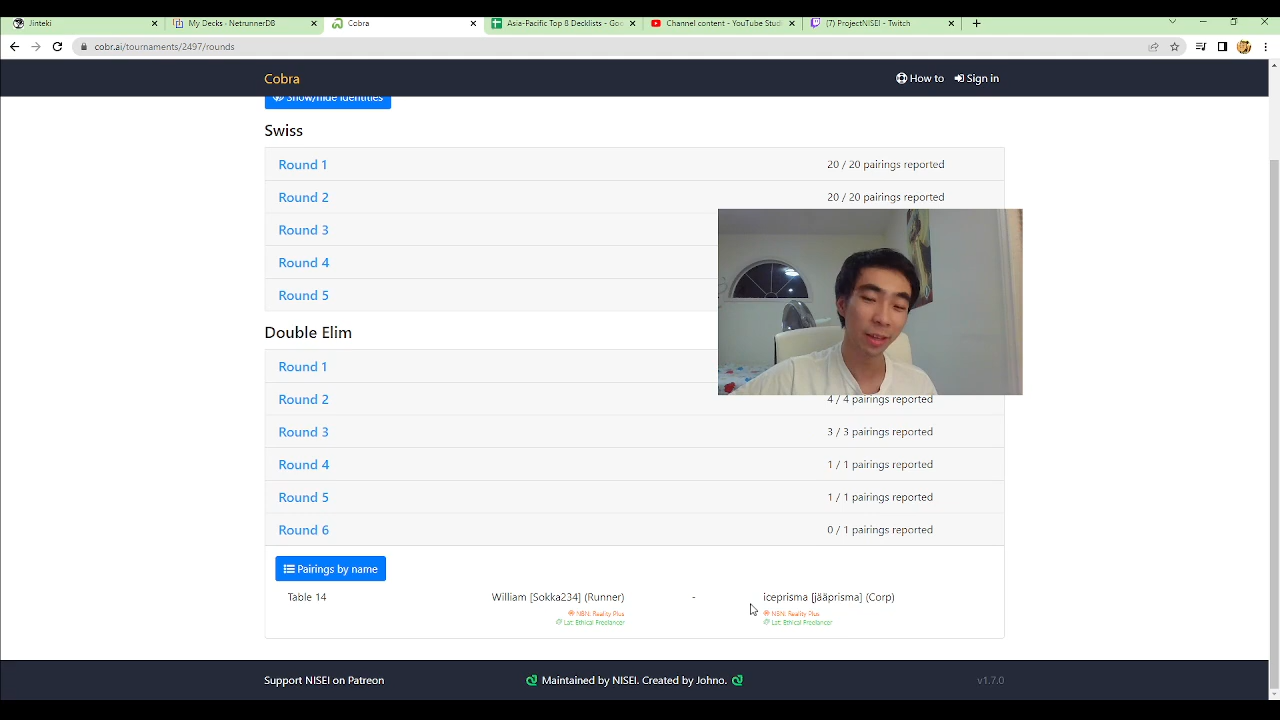 Jinteki
My Decks - NetrunnerDB
Cobra
Asia-Pacific Top 8 Decklists - Goo
Channel content - YouTube Stud
(7) ProjectNISEI - Twitch
cobr.ai/tournaments/2497/rounds
Cobra
How to
Sign in
Show/hide identities
Swiss
Round 1
20 / 20 pairings reported
Round 2
20 / 20 pairings reported
Round 3
Round 4
Round 5
Double Elim
Round 1
Round 2
4 / 4 pairings reported
Round 3
3 / 3 pairings reported
Round 4
1 / 1 pairings reported
Round 5
1 / 1 pairings reported
Round 6
0 / 1 pairings reported
Pairings by name
Table 14
William [Sokka234] (Runner)
-
iceprisma [jääprisma] (Corp)
NBN: Reality Plus
NBN: Reality Plus
Lat: Ethical Freelancer
Lat: Ethical Freelancer
Support NISEI on Patreon
Maintained by NISEI. Created by Johno.
v1.7.0